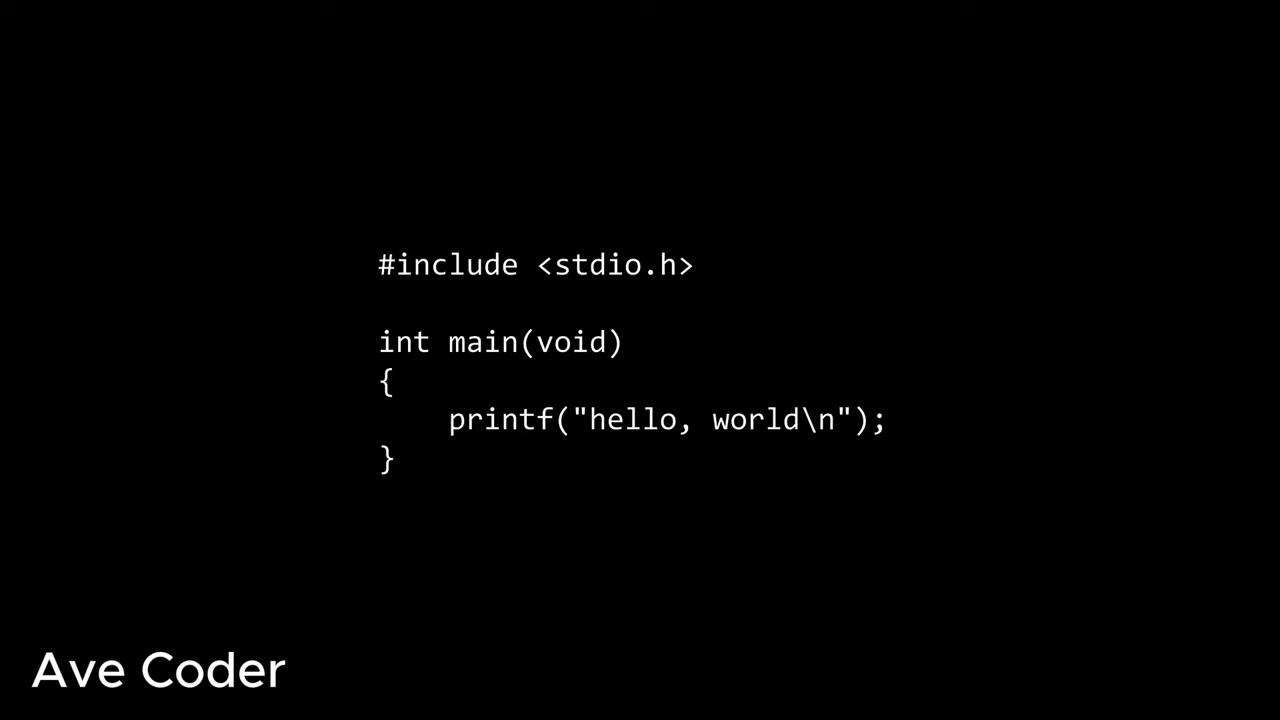 #include <stdio.h>
int main(void)
{
    printf("hello, world\n");
}
Ave Coder